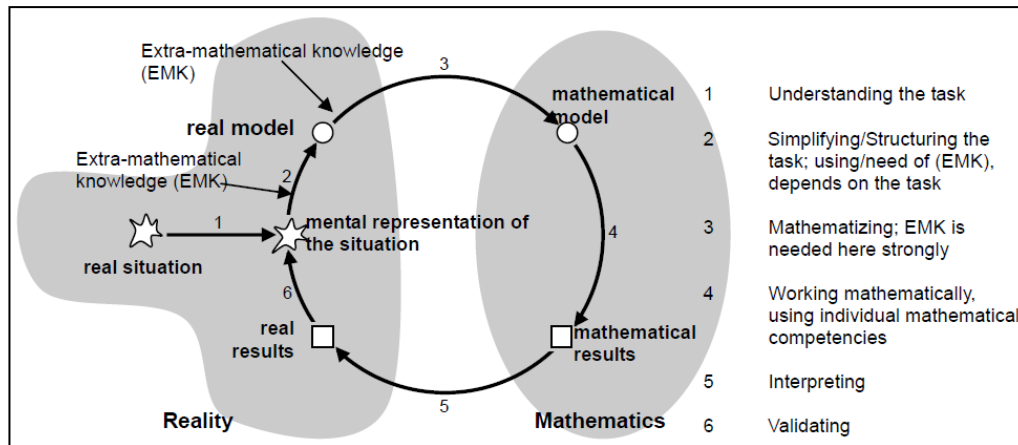 Extra-mathematical knowledge
(EMK)
3
real model
mathematical
model
Extra-mathematical
knowledge (EMK)
2
1
mental representation of
the situation
real situation
4
6
real
results
mathematical
results
5
Reality
Mathematics
1 Understanding the task
2 Simplifying/Structuring the
task; using/need of (EMK),
depends on the task
3 Mathematizing; EMK is
needed here strongly
4 Working mathematically,
using individual mathematical
competencies
5 Interpreting
6 Validating